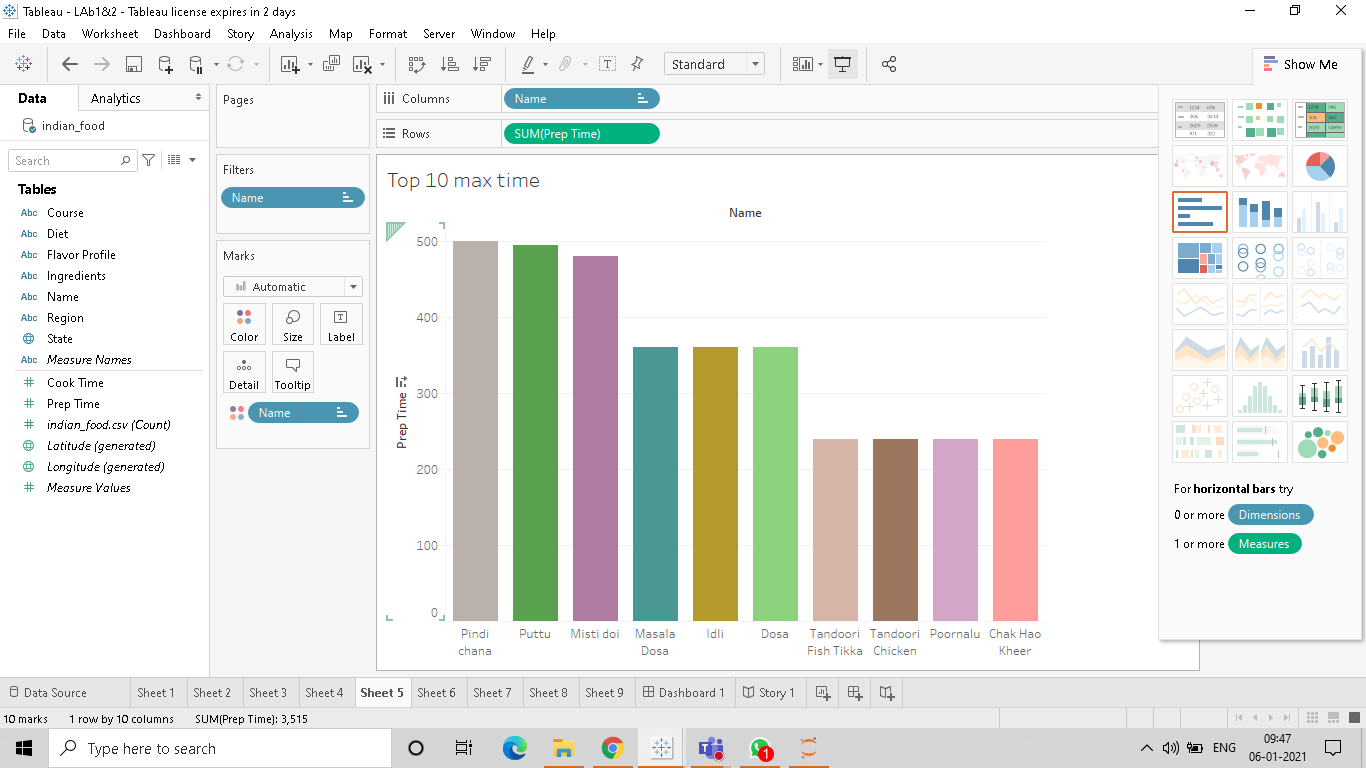 Tableau - LAb1&2 - Tableau license expires in 2 days
File Data Worksheet Dashboard Story Analysis Map Format Server Window Help
Standard
Show Me
Data Analytics
indian_food
Search
Tables
Abc Course
Abc Diet
Abc Flavor Profile
Abc Ingredients
Abc Name
Abc Region
State
Abc Measure Names
Cook Time
Prep Time
indian_food.csv (Count)
Latitude (generated)
Longitude (generated)
Measure Values
Pages
Filters
Name
Marks
Automatic
Color Size Label
Detail Tooltip
Name
Columns Name
Rows SUM(Prep Time)
Top 10 max time
Name
Prep Time
500
400
300
200
100
0
Pindi chana
Puttu
Misti doi
Masala Dosa
Idli
Dosa
Tandoori Fish Tikka
Tandoori Chicken
Poornalu
Chak Hao Kheer
For horizontal bars try
0 or more Dimensions
1 or more Measures
Data Source Sheet 1 Sheet 2 Sheet 3 Sheet 4 Sheet 5 Sheet 6 Sheet 7 Sheet 8 Sheet 9 Dashboard 1 Story 1
10 marks 1 row by 10 columns SUM(Prep Time): 3,515
Type here to search
1
ENG
09:47
06-01-2021